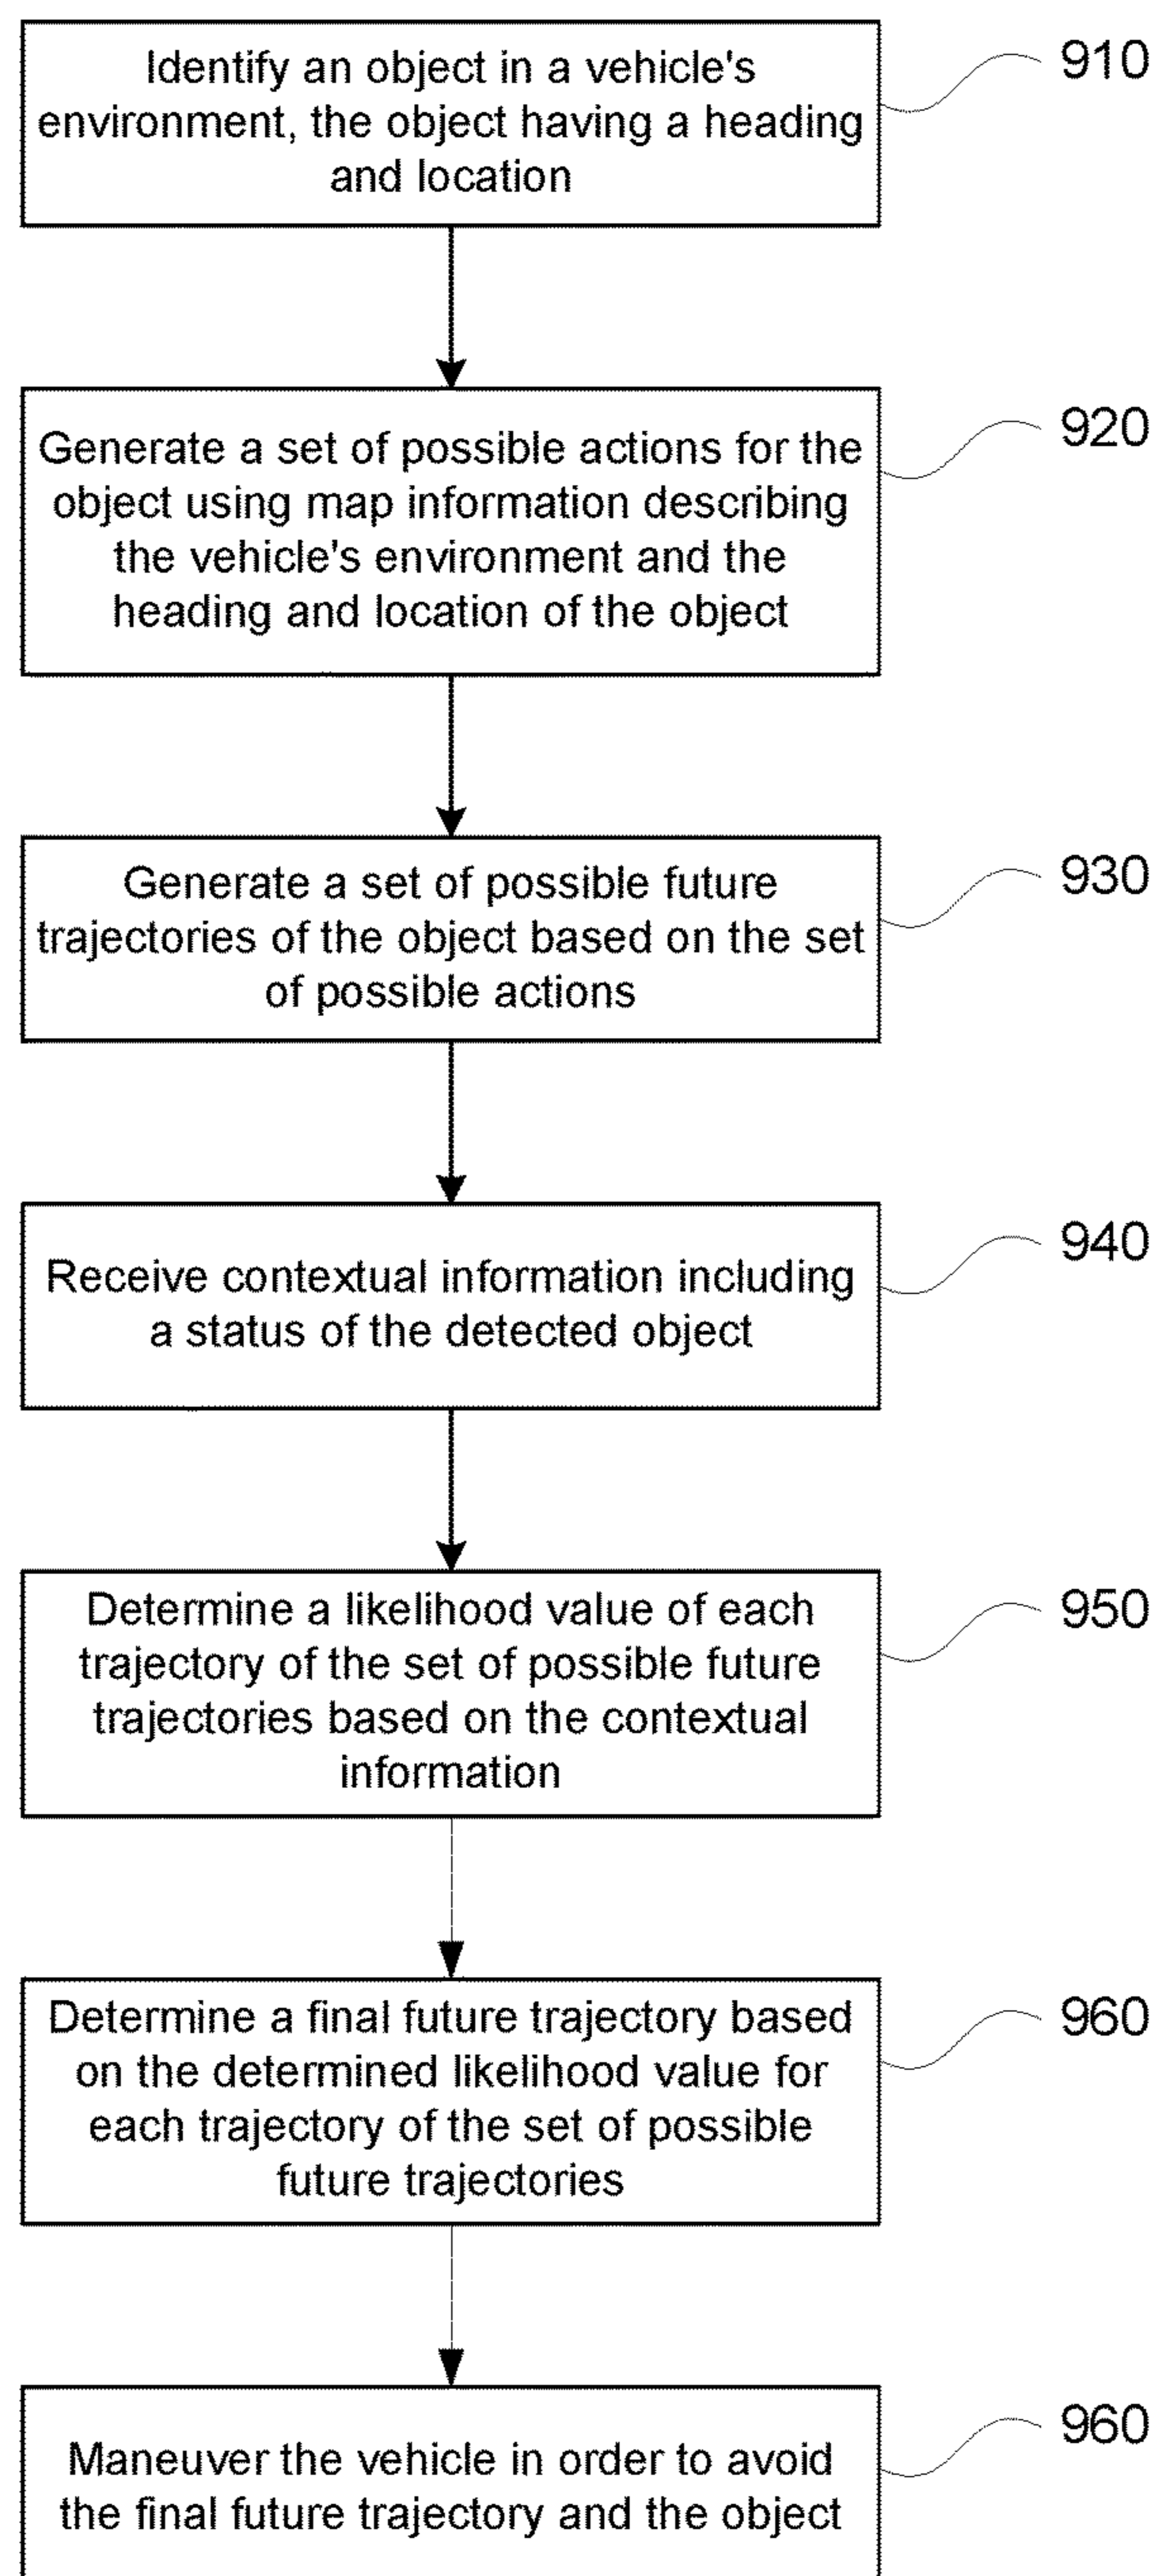 Identify an object in a vehicle's
environment, the object having a heading
and location
910
Generate a set of possible actions for the
object using map information describing
the vehicle's environment and the
heading and location of the object
920
Generate a set of possible future
trajectories of the object based on the set
of possible actions
930
Receive contextual information including
a status of the detected object
940
Determine a likelihood value of each
trajectory of the set of possible future
trajectories based on the contextual
information
950
Determine a final future trajectory based
on the determined likelihood value for
each trajectory of the set of possible
future trajectories
960
Maneuver the vehicle in order to avoid
the final future trajectory and the object
960